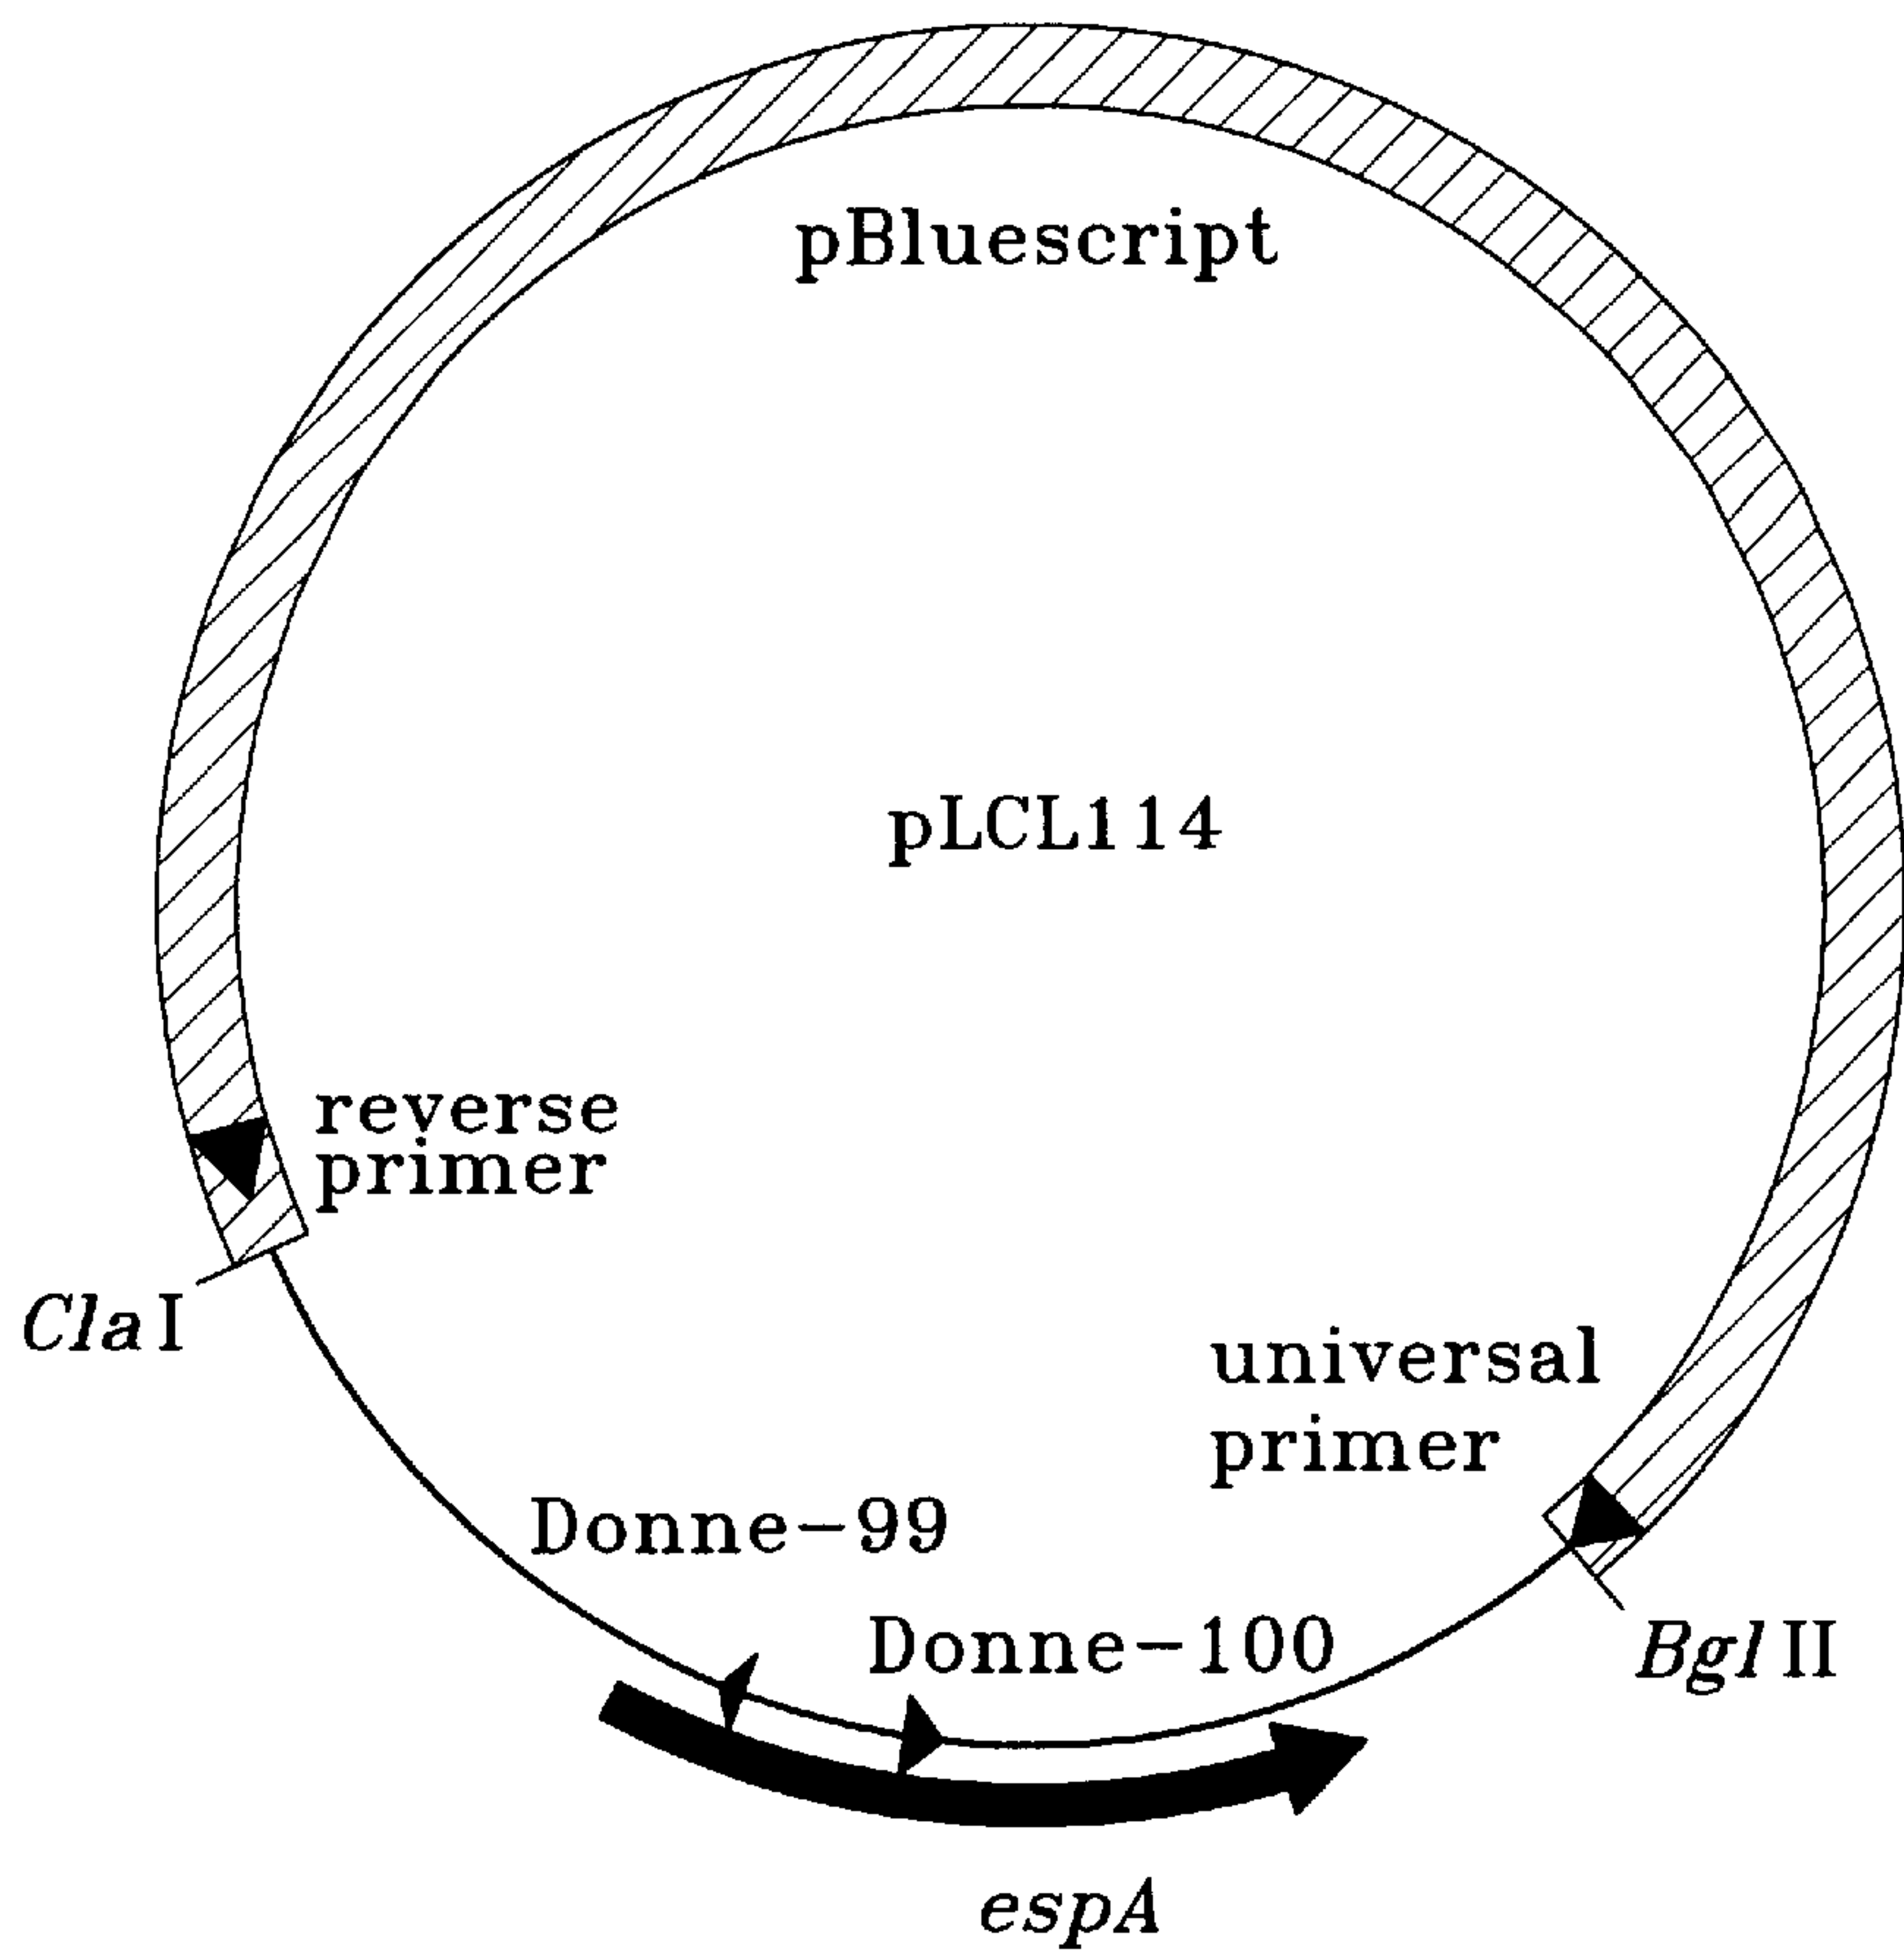 pBluescript
pLCL114
reverse
primer
ClaI
universal
primer
Donne-99
Donne-100
BglII
espA